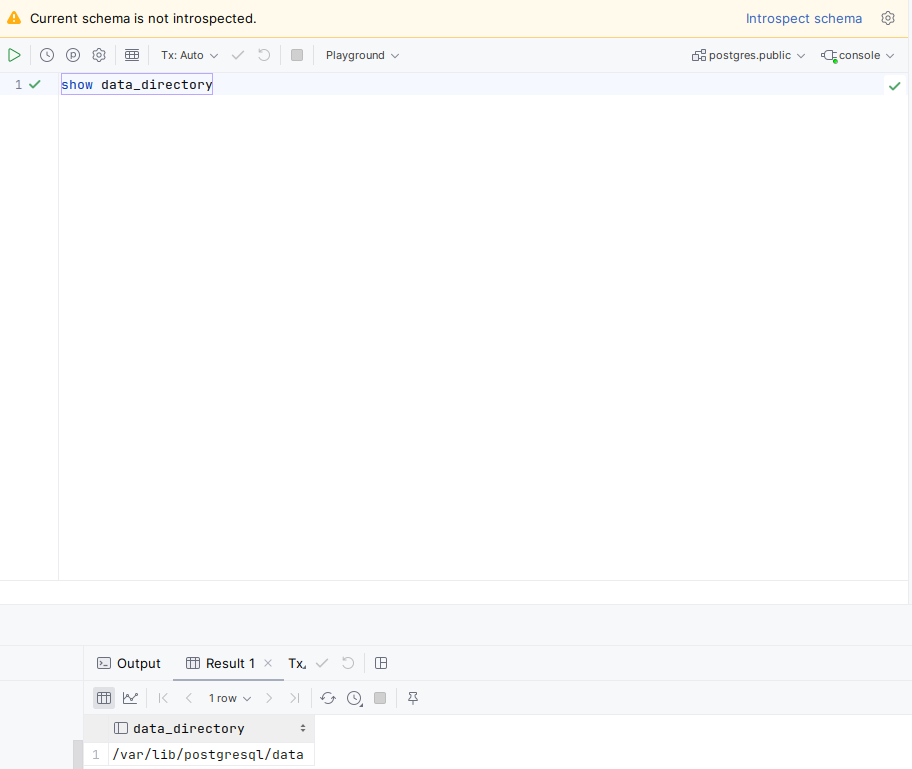 Current schema is not introspected. Introspect schema
Tx: Auto Playground postgres.public console
1 show data_directory
Output Result 1 Tx
1 row
data_directory
1 /var/lib/postgresql/data